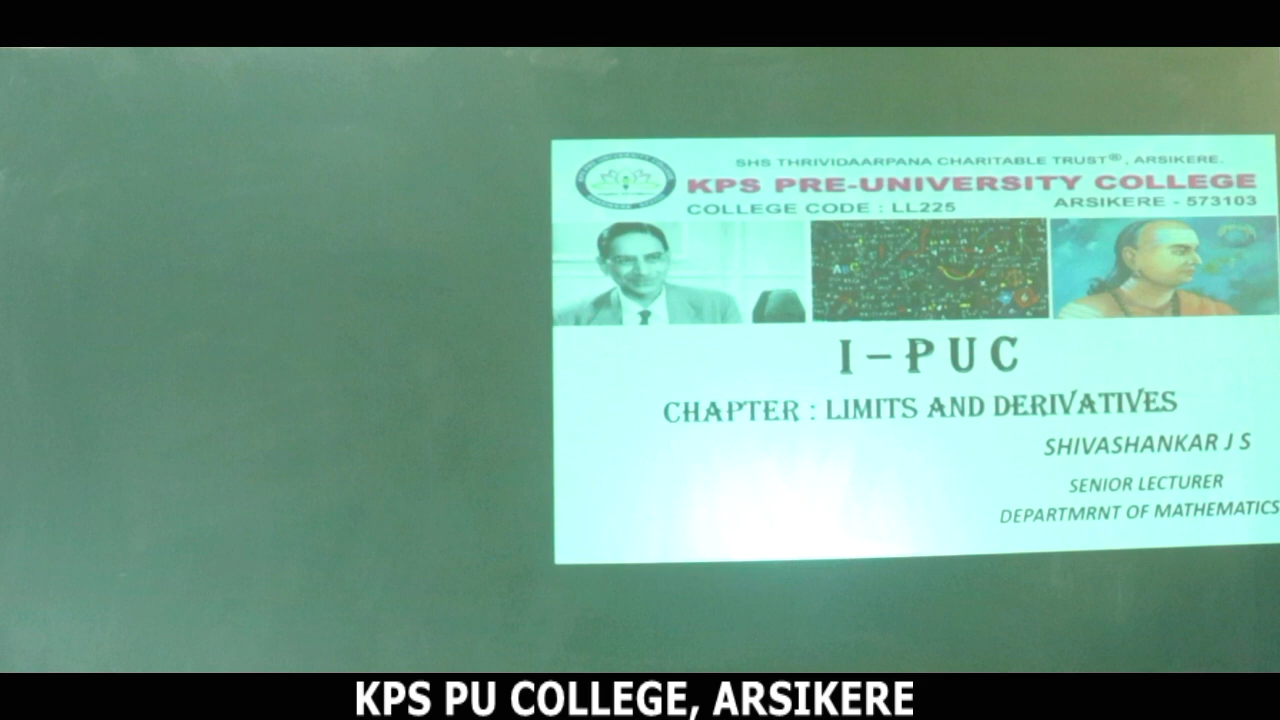 SHS THRIVIDAARPANA CHARITABLE TRUST®, ARSIKERE.
KPS PRE-UNIVERSITY COLLEGE
COLLEGE CODE : LL225 ARSIKERE - 573103
I – P U C
CHAPTER : LIMITS AND DERIVATIVES
SHIVASHANKAR J S
SENIOR LECTURER
DEPARTMRNT OF MATHEMATICS
KPS PU COLLEGE, ARSIKERE